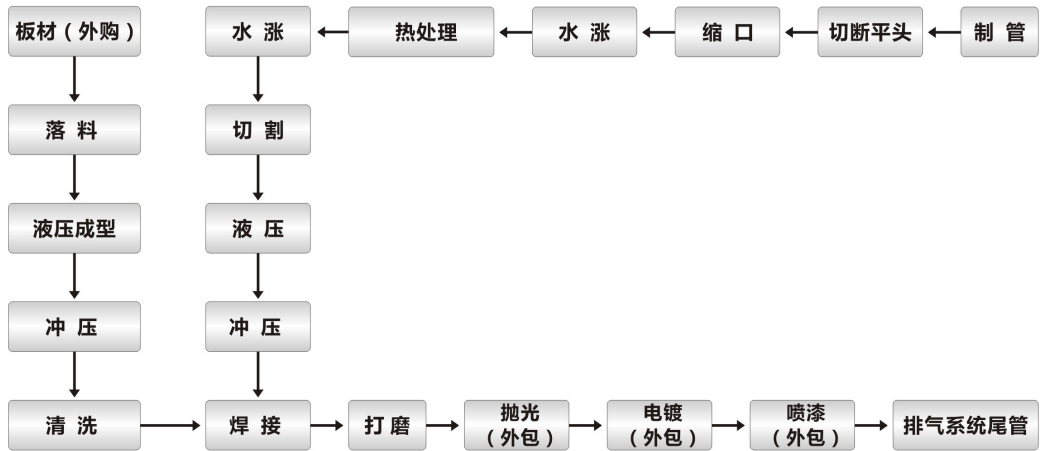 板材（外购）
水涨
热处理
水涨
缩口
切断平头
制管
落料
切割
液压成型
液压
冲压
冲压
清洗
焊接
打磨
抛光
（外包）
电镀
（外包）
喷漆
（外包）
排气系统尾管